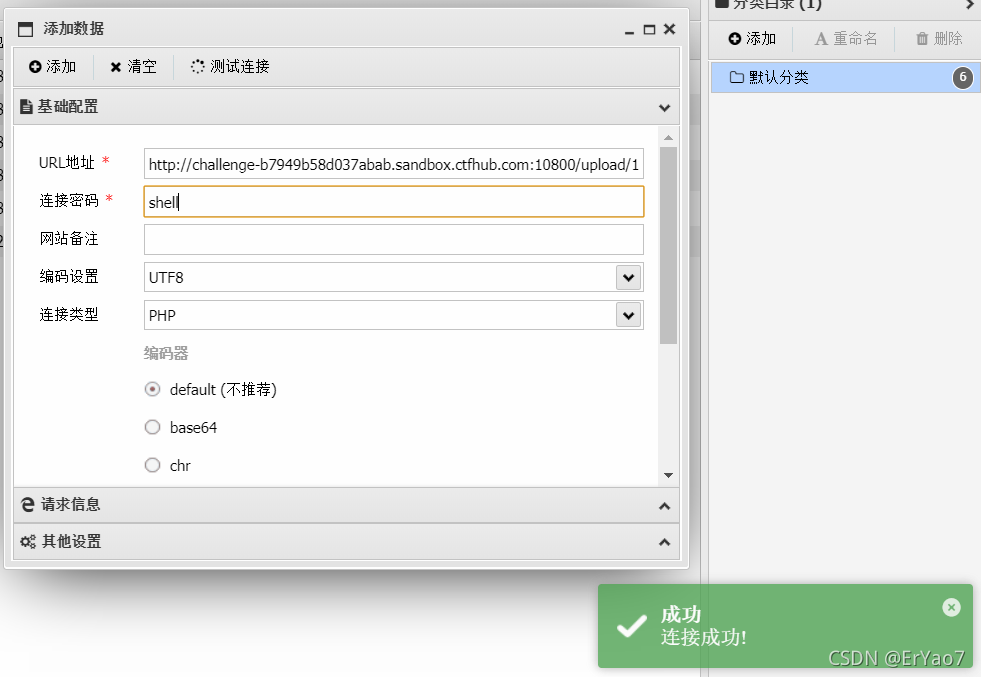 分类目录 (1)
添加数据
添加 重命名 删除
添加 清空 测试连接
默认分类 6
基础配置
URL地址 * http://challenge-b7949b58d037abab.sandbox.ctfhub.com:10800/upload/1
连接密码 * shell
网站备注
编码设置 UTF8
连接类型 PHP
编码器
default (不推荐)
base64
chr
请求信息
其他设置
成功
连接成功!
CSDN @ErYao7